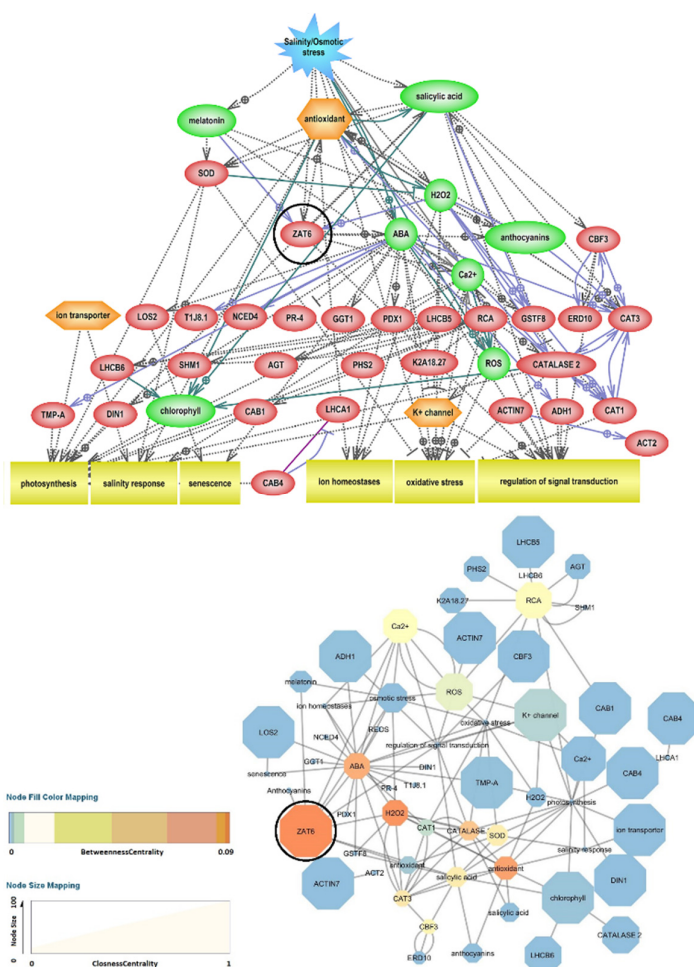 Salinity/Osmotic
stress
salicylic acid
melatonin
antioxidant
SOD
H2O2
ZAT6
ABA
anthocyanins
CBF3
Ca2+
ion transporter
LOS2
T1J8.1
NCED4
PR-4
GGT1
PDX1
LHCB5
RCA
GSTF8
ERD10
CAT3
LHCB6
SHM1
AGT
PHS2
K2A18.27
ROS
CATALASE 2
TMP-A
DIN1
chlorophyll
CAB1
LHCA1
K+ channel
ACTIN7
ADH1
CAT1
ACT2
photosynthesis
salinity response
senescence
CAB4
ion homeostases
oxidative stress
regulation of signal transduction
LHCB5
PHS2
LHCB6
AGT
K2A18.27
RCA
SHM1
Ca2+
ACTIN7
ADH1
CBF3
melatonin
ROS
osmotic stress
ion homeostases
K+ channel
CAB1
CAB4
LOS2
NCED4
REDS
oxidative stress
regulation of signal transduction
Ca2+
LHCA1
GGT1
ABA
DIN1
CAB4
senescence
TMP-A
Anthocyanins
PR-4
T1J8.1
H2O2
photosynthesis
ZAT6
PDX1
H2O2
CAT1
CATALASE
SOD
ion transporter
salinity response
GSTF8
antioxidant
ACTIN7
ACT2
salicylic acid
antioxidant
DIN1
CAT3
chlorophyll
salicylic acid
CBF3
CATALASE 2
ERD10
anthocyanins
LHCB6
Node Fill Color Mapping
0
0.09
BetweennessCentrality
Node Size Mapping
100
Node Size
0
0
1
ClosnessCentrality